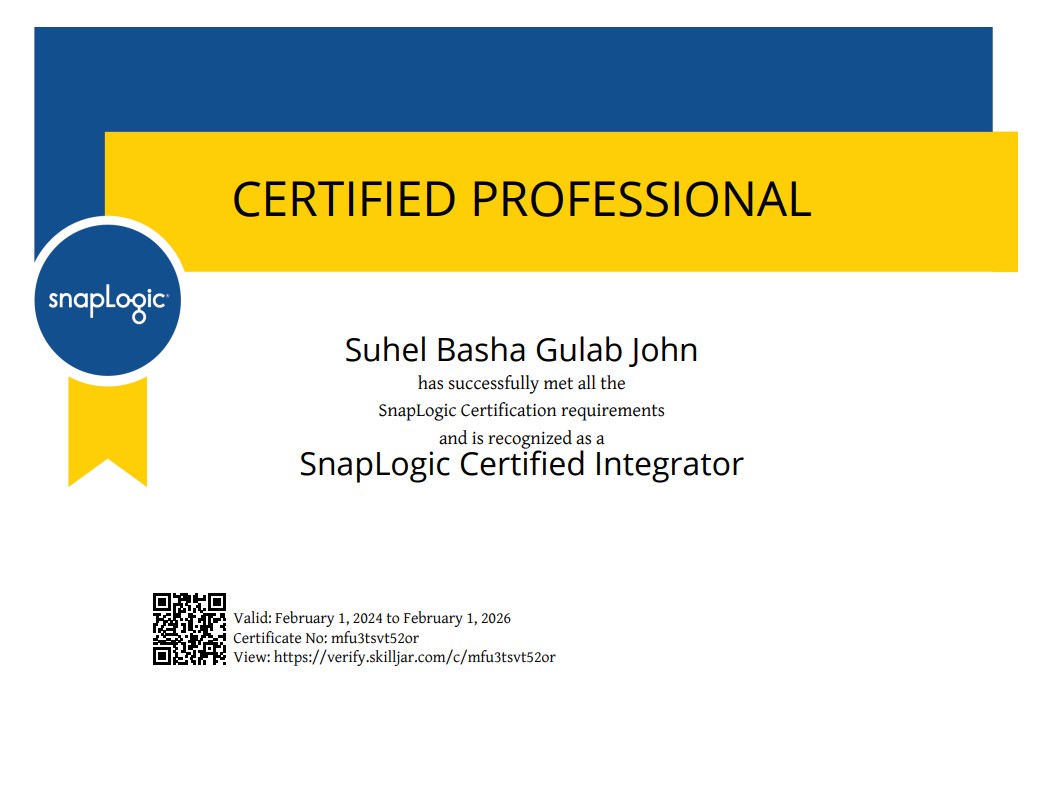 CERTIFIED PROFESSIONAL
snapLogic
Suhel Basha Gulab John
has successfully met all the
SnapLogic Certification requirements
and is recognized as a
SnapLogic Certified Integrator
Valid: February 1, 2024 to February 1, 2026
Certificate No: mfu3tsvt52or
View: https://verify.skilljar.com/c/mfu3tsvt52or